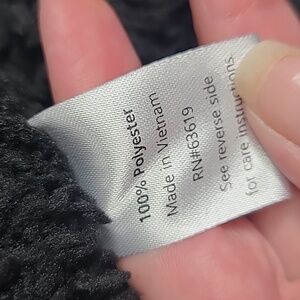 100% Polyester
Made in Vietnam
RN#63619
See reverse side
for care instructions.